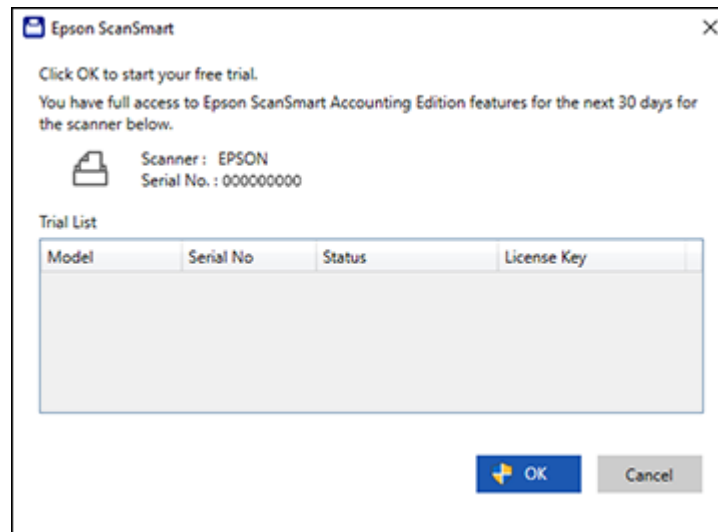 Epson ScanSmart
Click OK to start your free trial.
You have full access to Epson ScanSmart Accounting Edition features for the next 30 days for
the scanner below.
Scanner : EPSON
Serial No. : 000000000
Trial List
Model Serial No Status License Key
OK Cancel